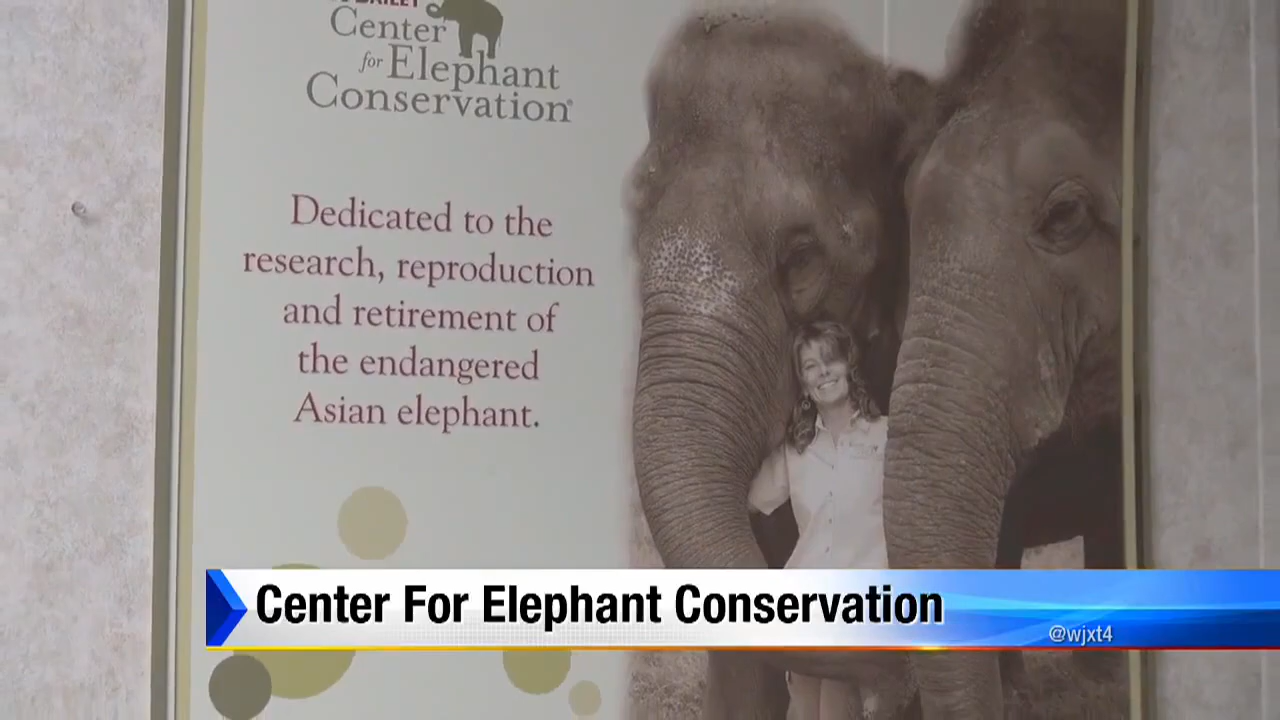 Center
for Elephant
Conservation®
Dedicated to the
research, reproduction
and retirement of
the endangered
Asian elephant.
Center For Elephant Conservation
@wjxt4